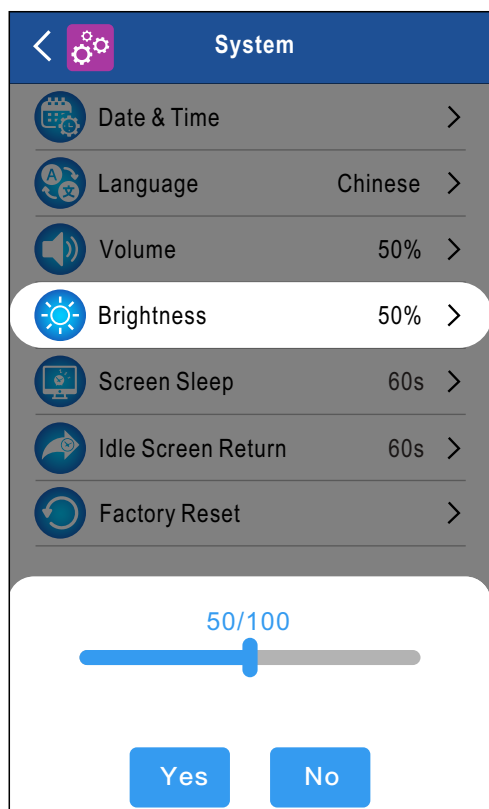 System
Date & Time
Language Chinese
Volume 50%
Brightness 50%
Screen Sleep 60s
Idle Screen Return 60s
Factory Reset
50/100
Yes No